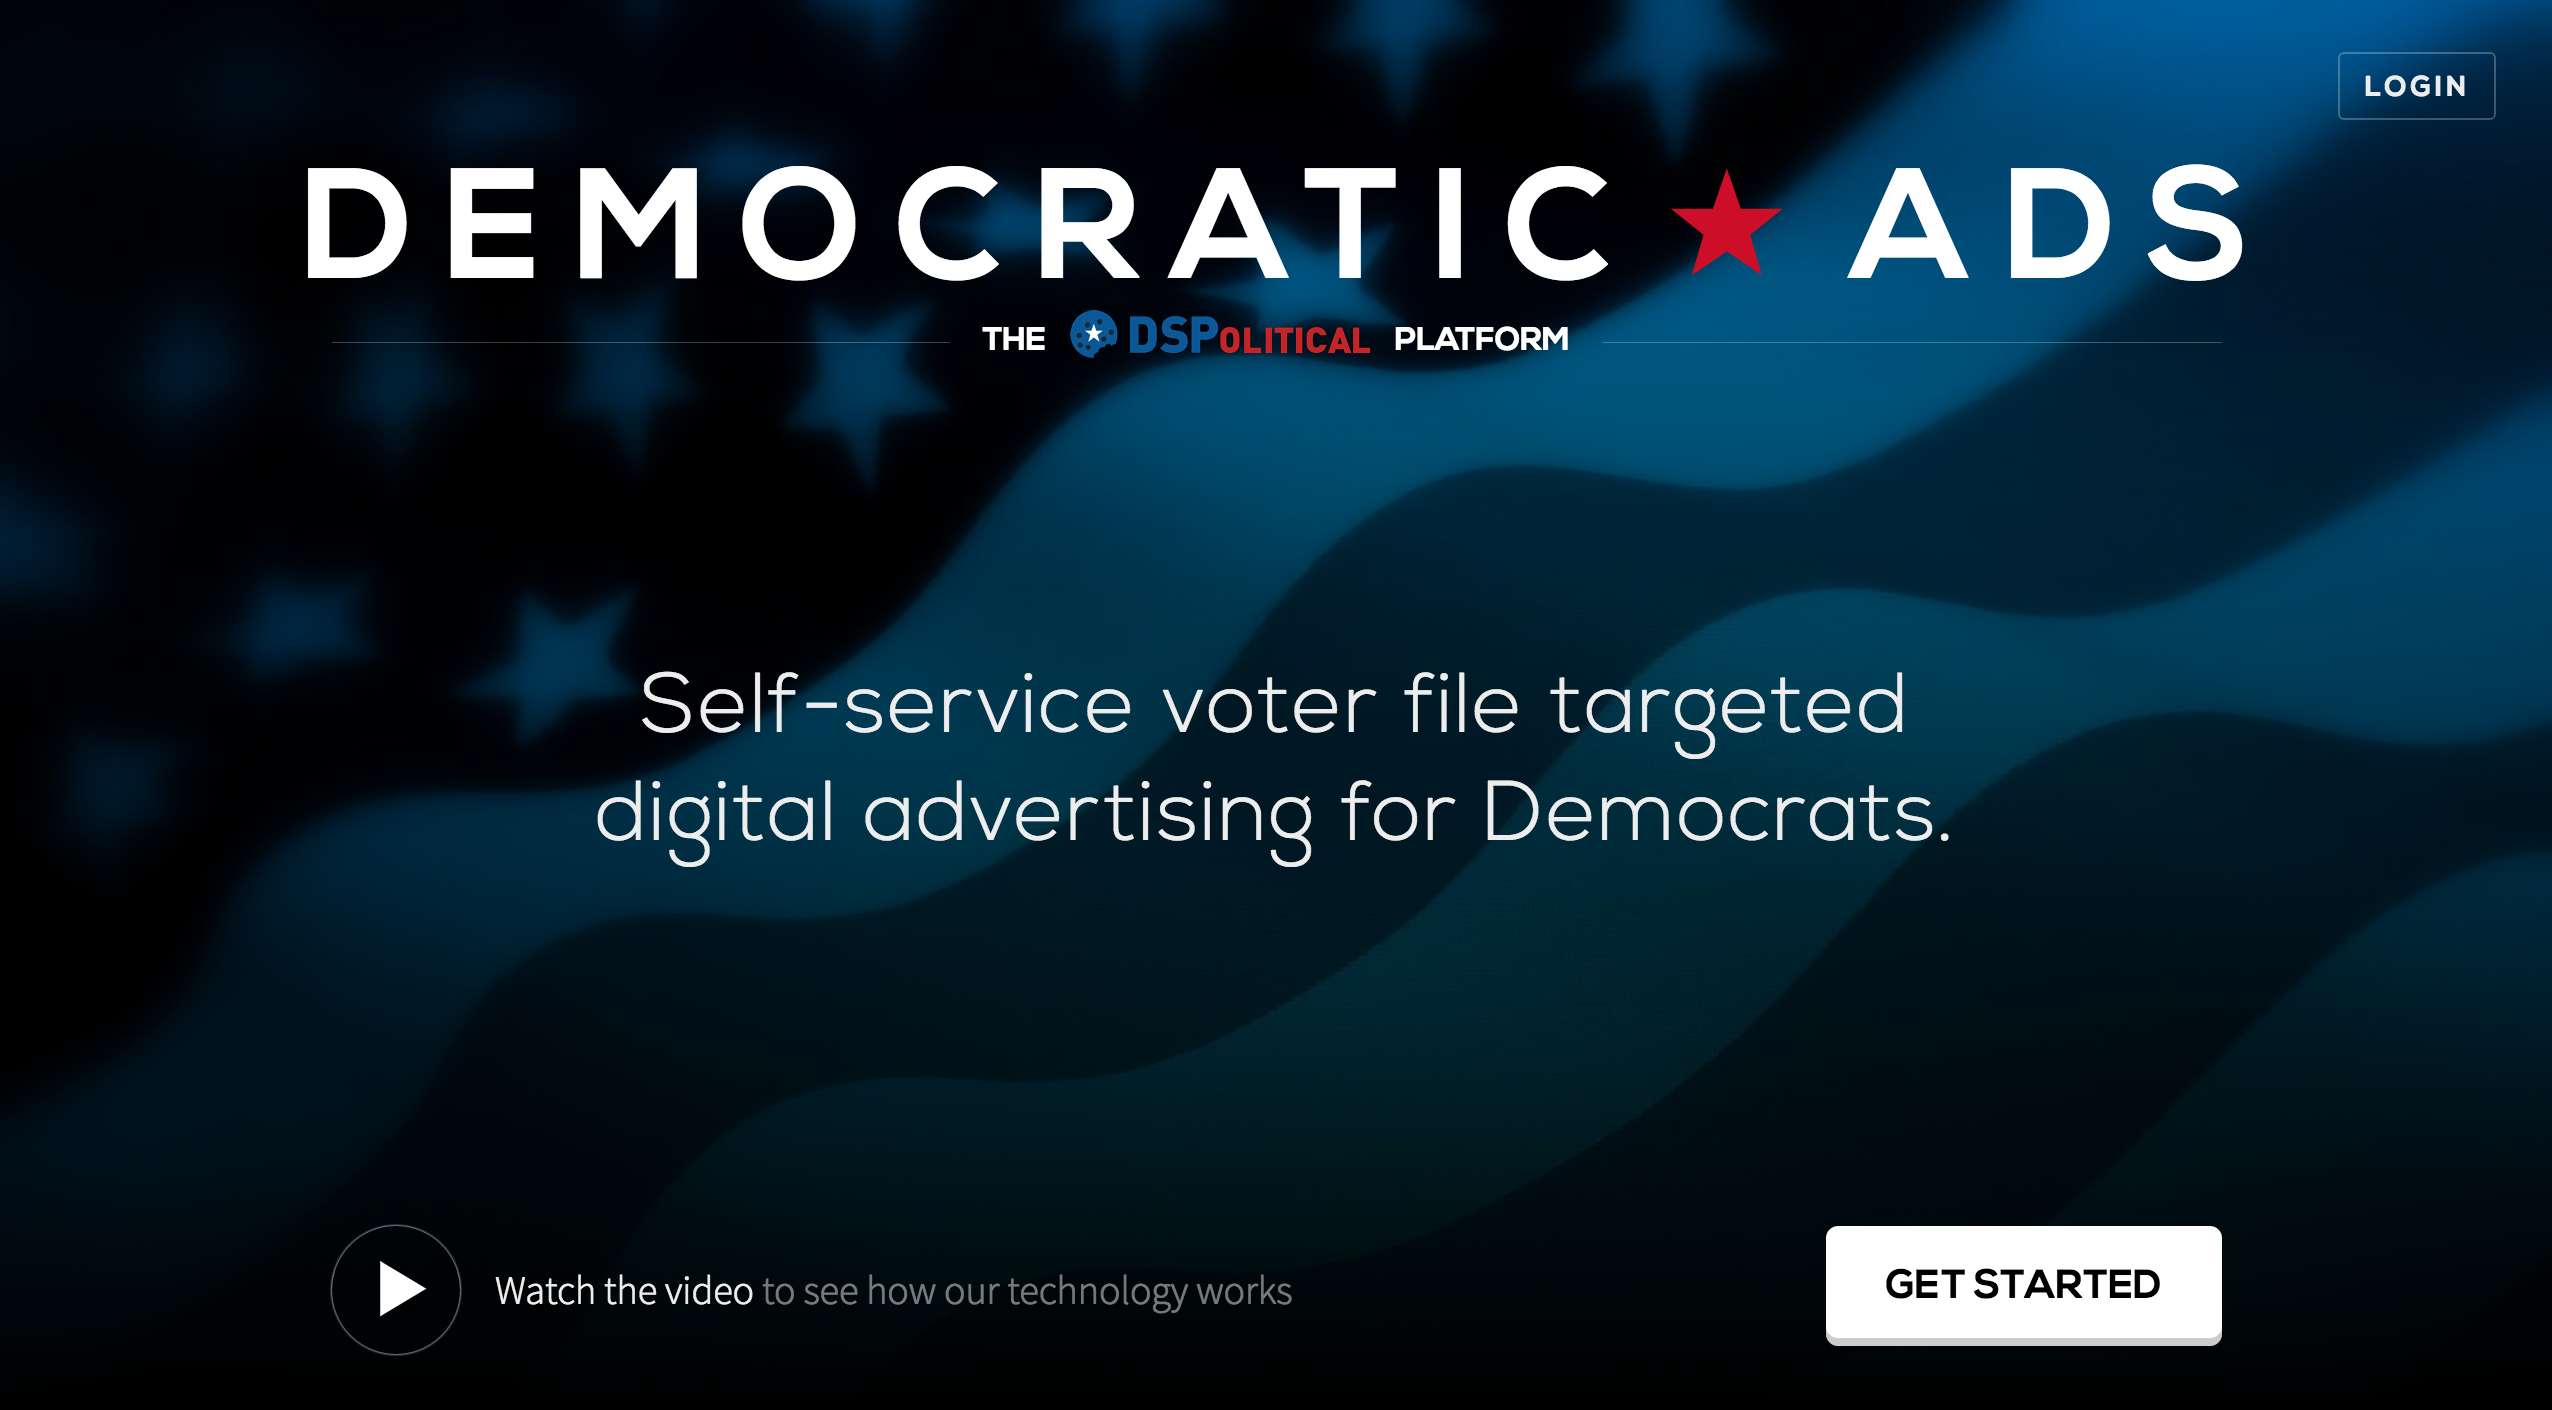 LOGIN
DEMOCRATIC ADS
THE DSPOLITICAL PLATFORM
Self-service voter file targeted
digital advertising for Democrats.
Watch the video to see how our technology works
GET STARTED